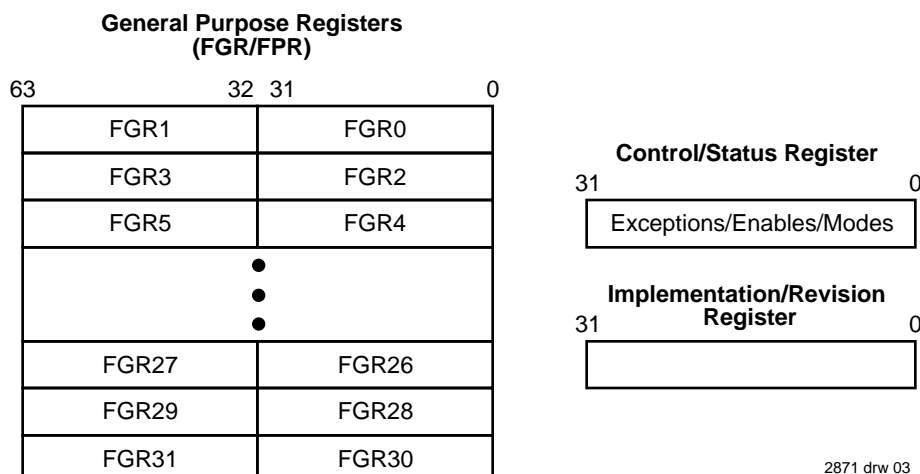 General Purpose Registers
(FGR/FPR)
63 32 31 0
FGR1 FGR0
FGR3 FGR2
FGR5 FGR4
FGR27 FGR26
FGR29 FGR28
FGR31 FGR30
Control/Status Register
31 0
Exceptions/Enables/Modes
Implementation/Revision
Register
31 0
2871 drw 03